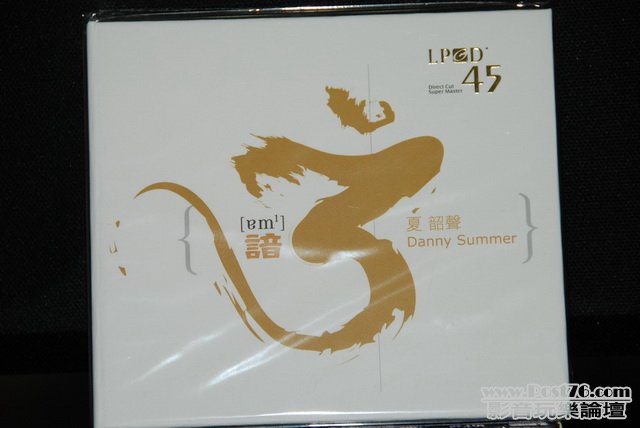 LPCD
45
Direct Cut
Super Master
[ɐm¹]
諳
夏 韶聲
Danny Summer
www.Post76.com
影音玩樂論壇